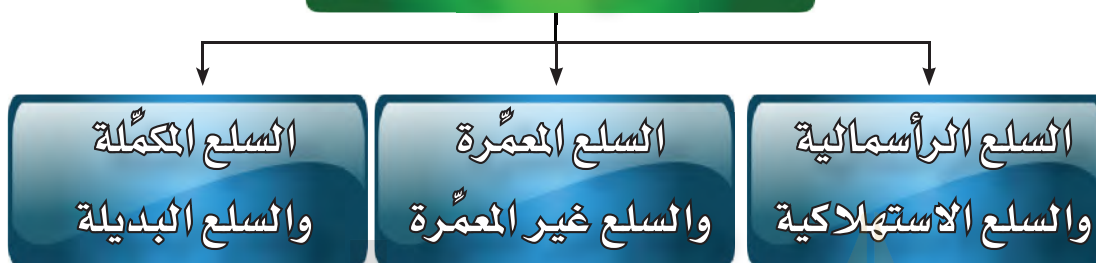 السلع الرأسمالية
والسلع الاستهلاكية
السلع المعمِّرة
والسلع غير المعمِّرة
السلع المكمِّلة
والسلع البديلة